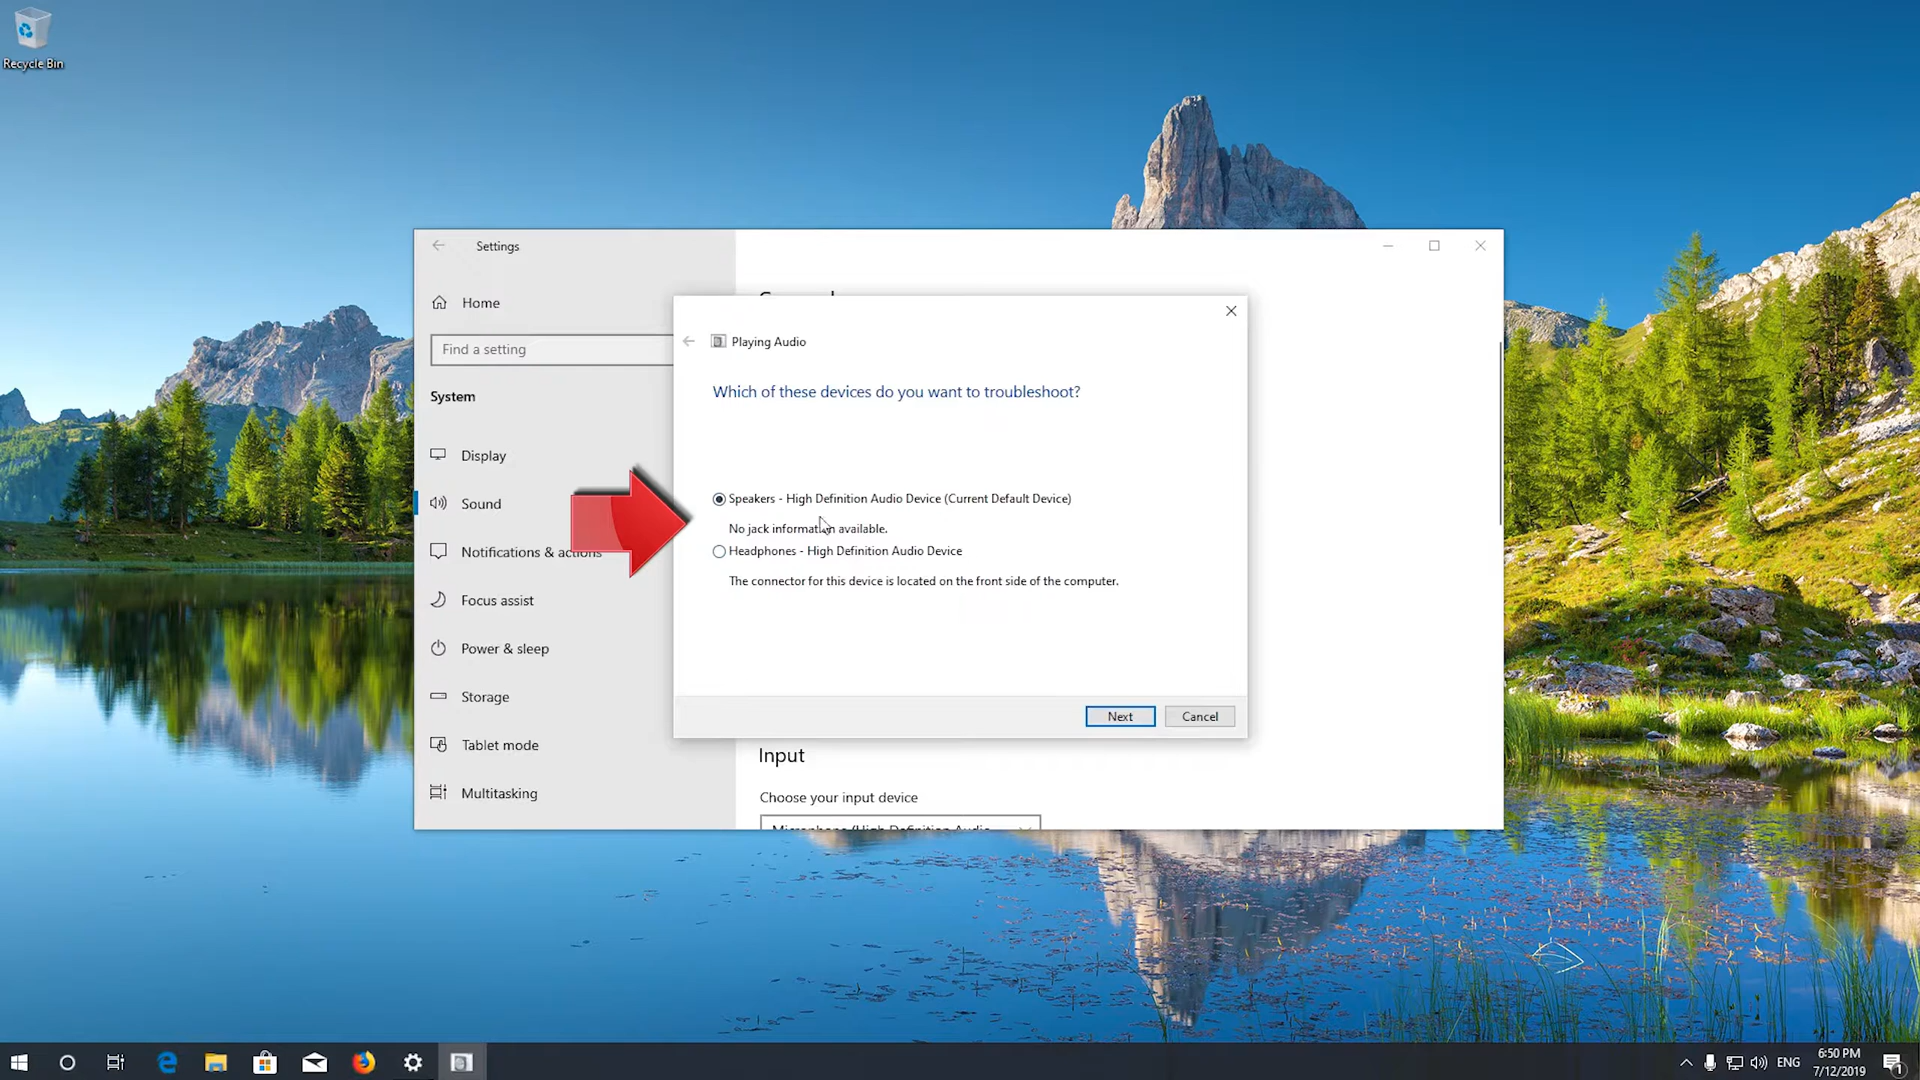 Recycle Bin
Settings
Home
Find a setting
System
Display
Sound
Notifications & actions
Focus assist
Power & sleep
Storage
Tablet mode
Multitasking
Playing Audio
Which of these devices do you want to troubleshoot?
Speakers - High Definition Audio Device (Current Default Device)
No jack information available.
Headphones - High Definition Audio Device
The connector for this device is located on the front side of the computer.
Next
Cancel
Input
Choose your input device
Microphone (High Definition Audio
ENG
6:50 PM
7/12/2019
1